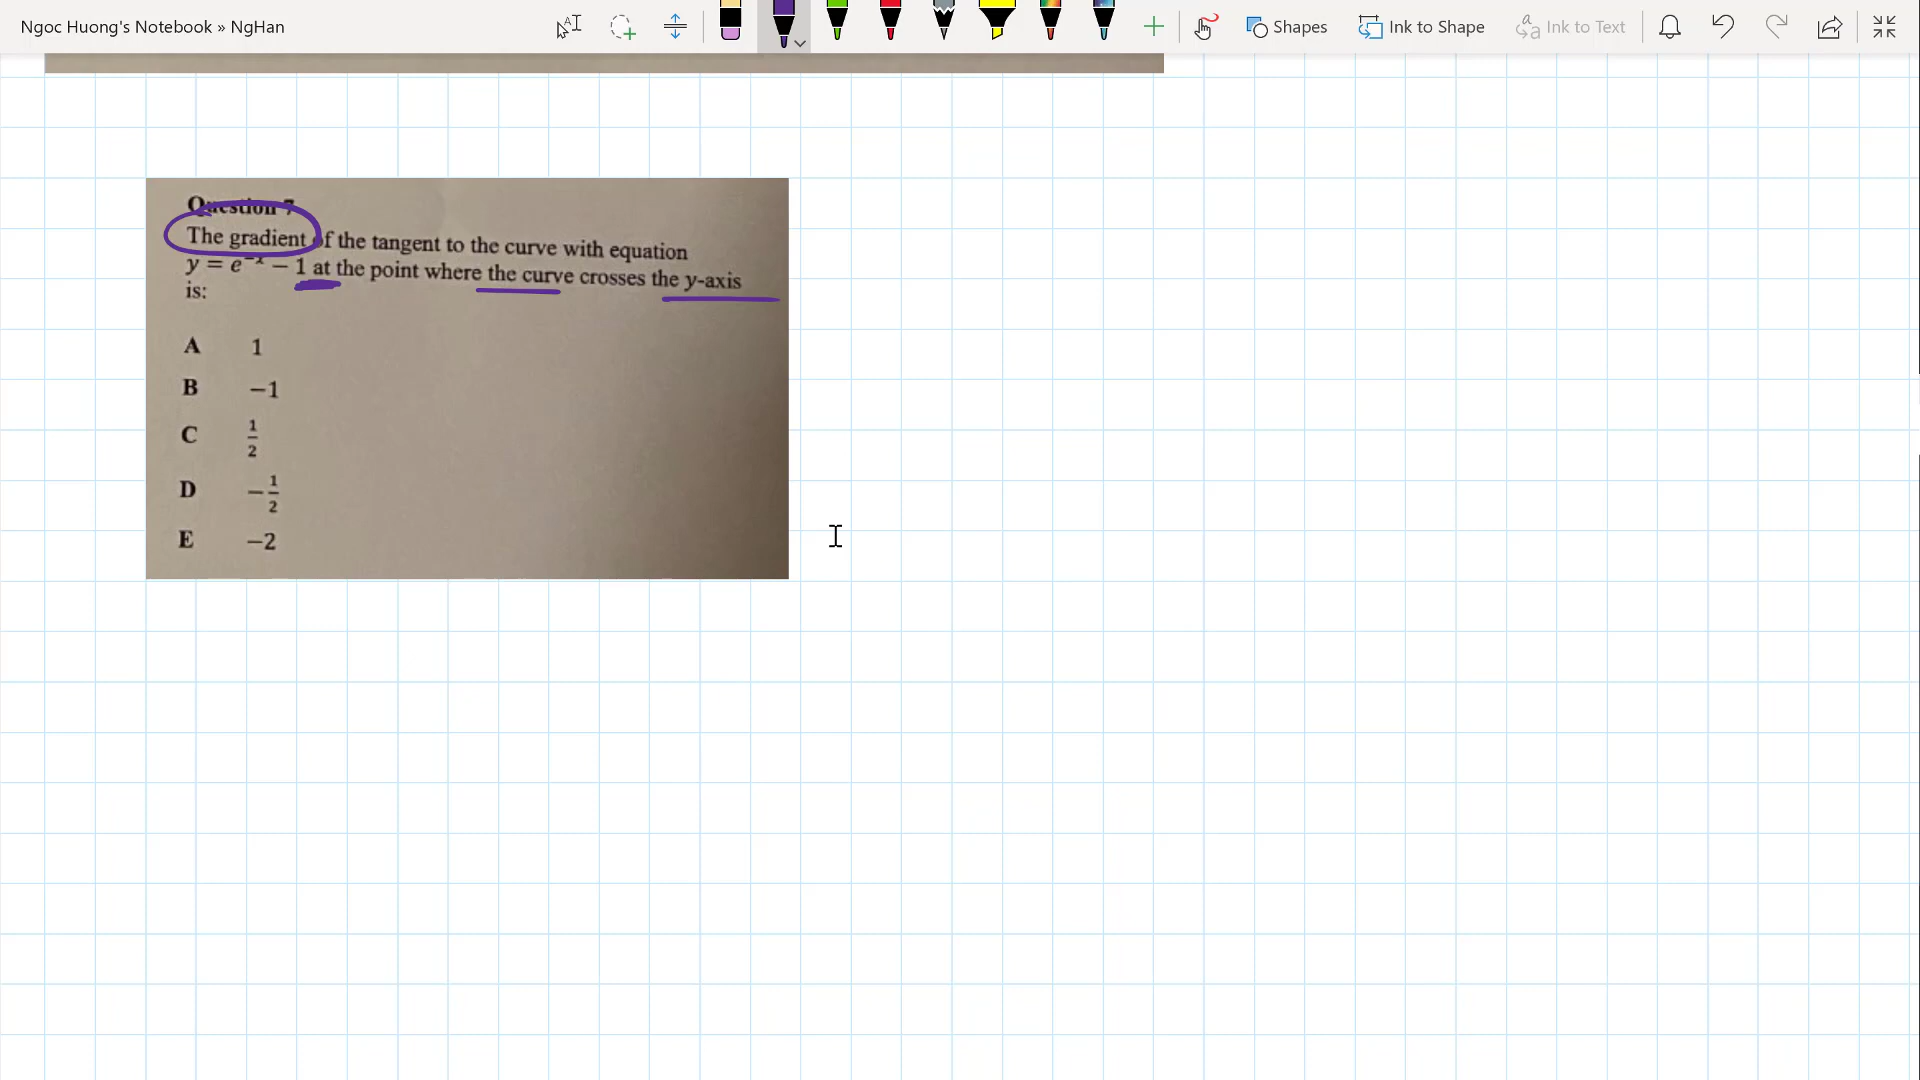 Ngoc Huong's Notebook » NgHan
Shapes
Ink to Shape
Ink to Text
Question 7
The gradient of the tangent to the curve with equation
y = e⁻ˣ − 1 at the point where the curve crosses the y-axis
is:
A 1
B −1
C 1/2
D −1/2
E −2